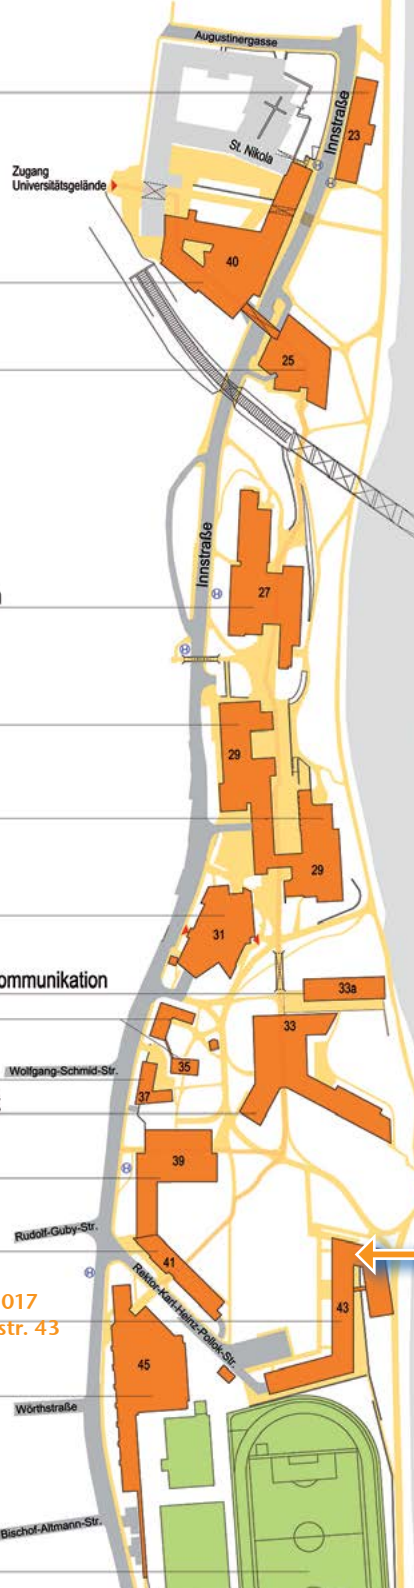 Augustinergasse
Innstraße
23
St. Nikola
H
Zugang
Universitätsgelände
H
40
25
Innstraße
27
H
H
29
29
31
ommunikation
33a
33
35
Wolfgang-Schmid-Str.
37
39
H
Rudolf-Guby-Str.
41
H
Rektor-Karl-Heinz-Pollok-Str.
017
43
str. 43
45
Wörthstraße
Bischof-Altmann-Str.